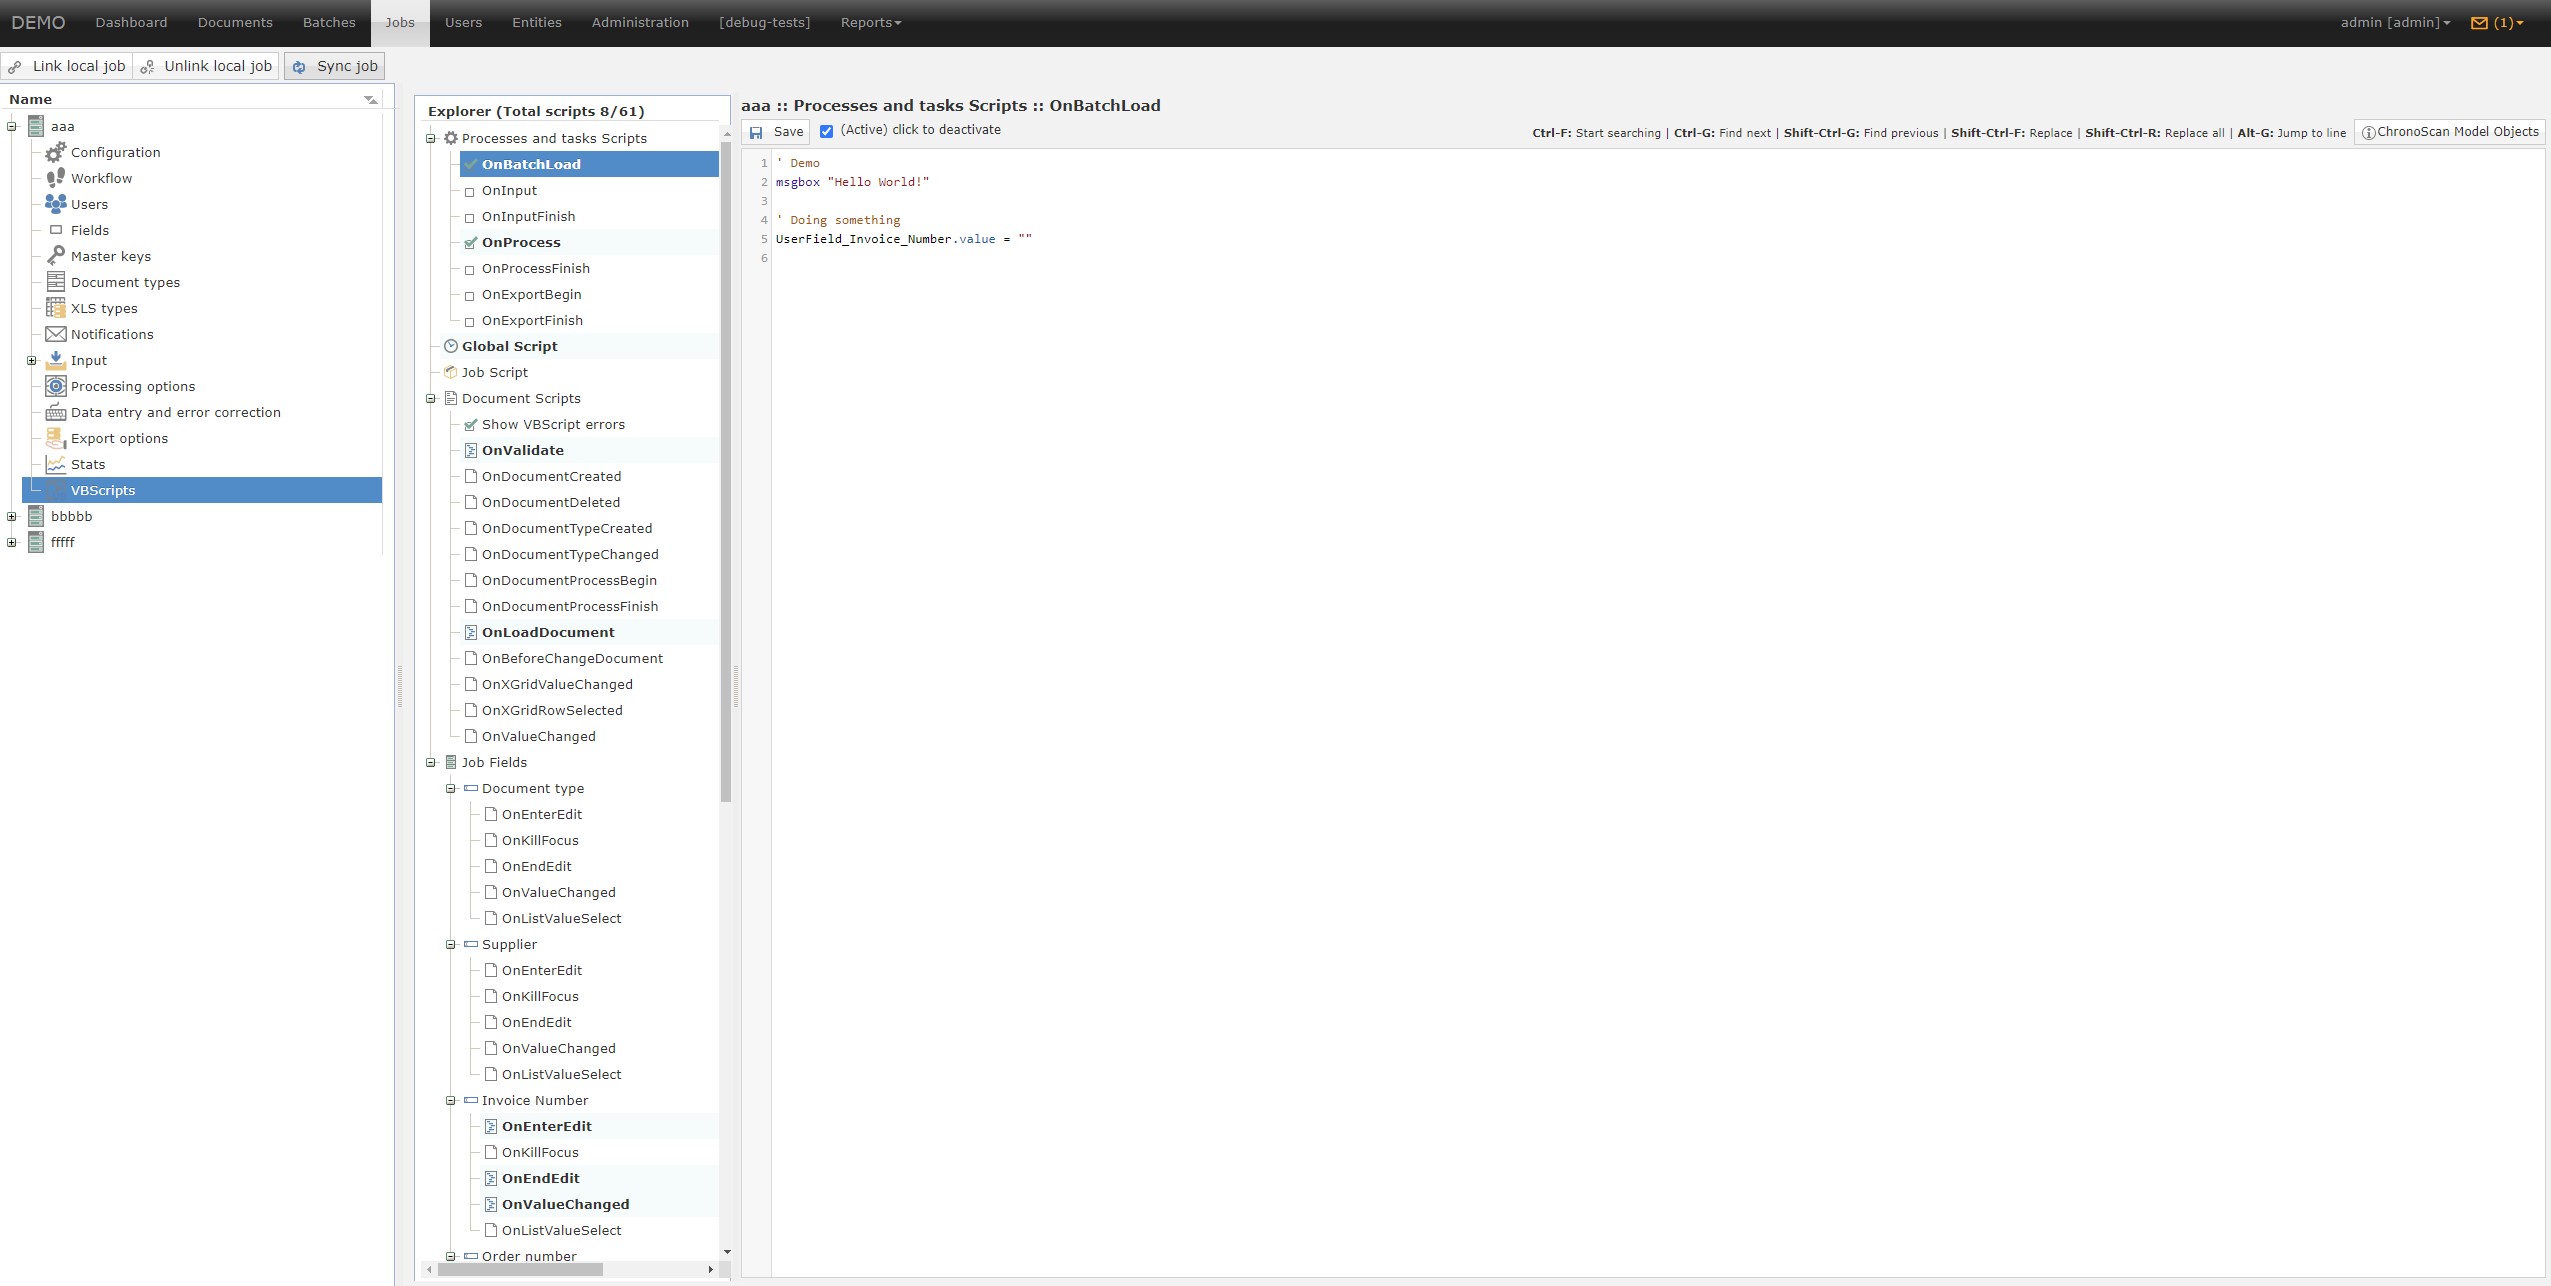 DEMO Dashboard Documents Batches Jobs Users Entities Administration [debug-tests] Reports admin [admin] (1)
Link local job Unlink local job Sync job
Name
aaa
Configuration
Workflow
Users
Fields
Master keys
Document types
XLS types
Notifications
Input
Processing options
Data entry and error correction
Export options
Stats
VBScripts
bbbbb
fffff
Explorer (Total scripts 8/61)
Processes and tasks Scripts
OnBatchLoad
OnInput
OnInputFinish
OnProcess
OnProcessFinish
OnExportBegin
OnExportFinish
Global Script
Job Script
Document Scripts
Show VBScript errors
OnValidate
OnDocumentCreated
OnDocumentDeleted
OnDocumentTypeCreated
OnDocumentTypeChanged
OnDocumentProcessBegin
OnDocumentProcessFinish
OnLoadDocument
OnBeforeChangeDocument
OnXGridValueChanged
OnXGridRowSelected
OnValueChanged
Job Fields
Document type
OnEnterEdit
OnKillFocus
OnEndEdit
OnValueChanged
OnListValueSelect
Supplier
OnEnterEdit
OnKillFocus
OnEndEdit
OnValueChanged
OnListValueSelect
Invoice Number
OnEnterEdit
OnKillFocus
OnEndEdit
OnValueChanged
OnListValueSelect
Order number
aaa :: Processes and tasks Scripts :: OnBatchLoad
Save (Active) click to deactivate Ctrl-F: Start searching | Ctrl-G: Find next | Shift-Ctrl-G: Find previous | Shift-Ctrl-F: Replace | Shift-Ctrl-R: Replace all | Alt-G: Jump to line ChronoScan Model Objects
1 ' Demo
2 msgbox "Hello World!"
3
4 ' Doing something
5 UserField_Invoice_Number.value = ""
6